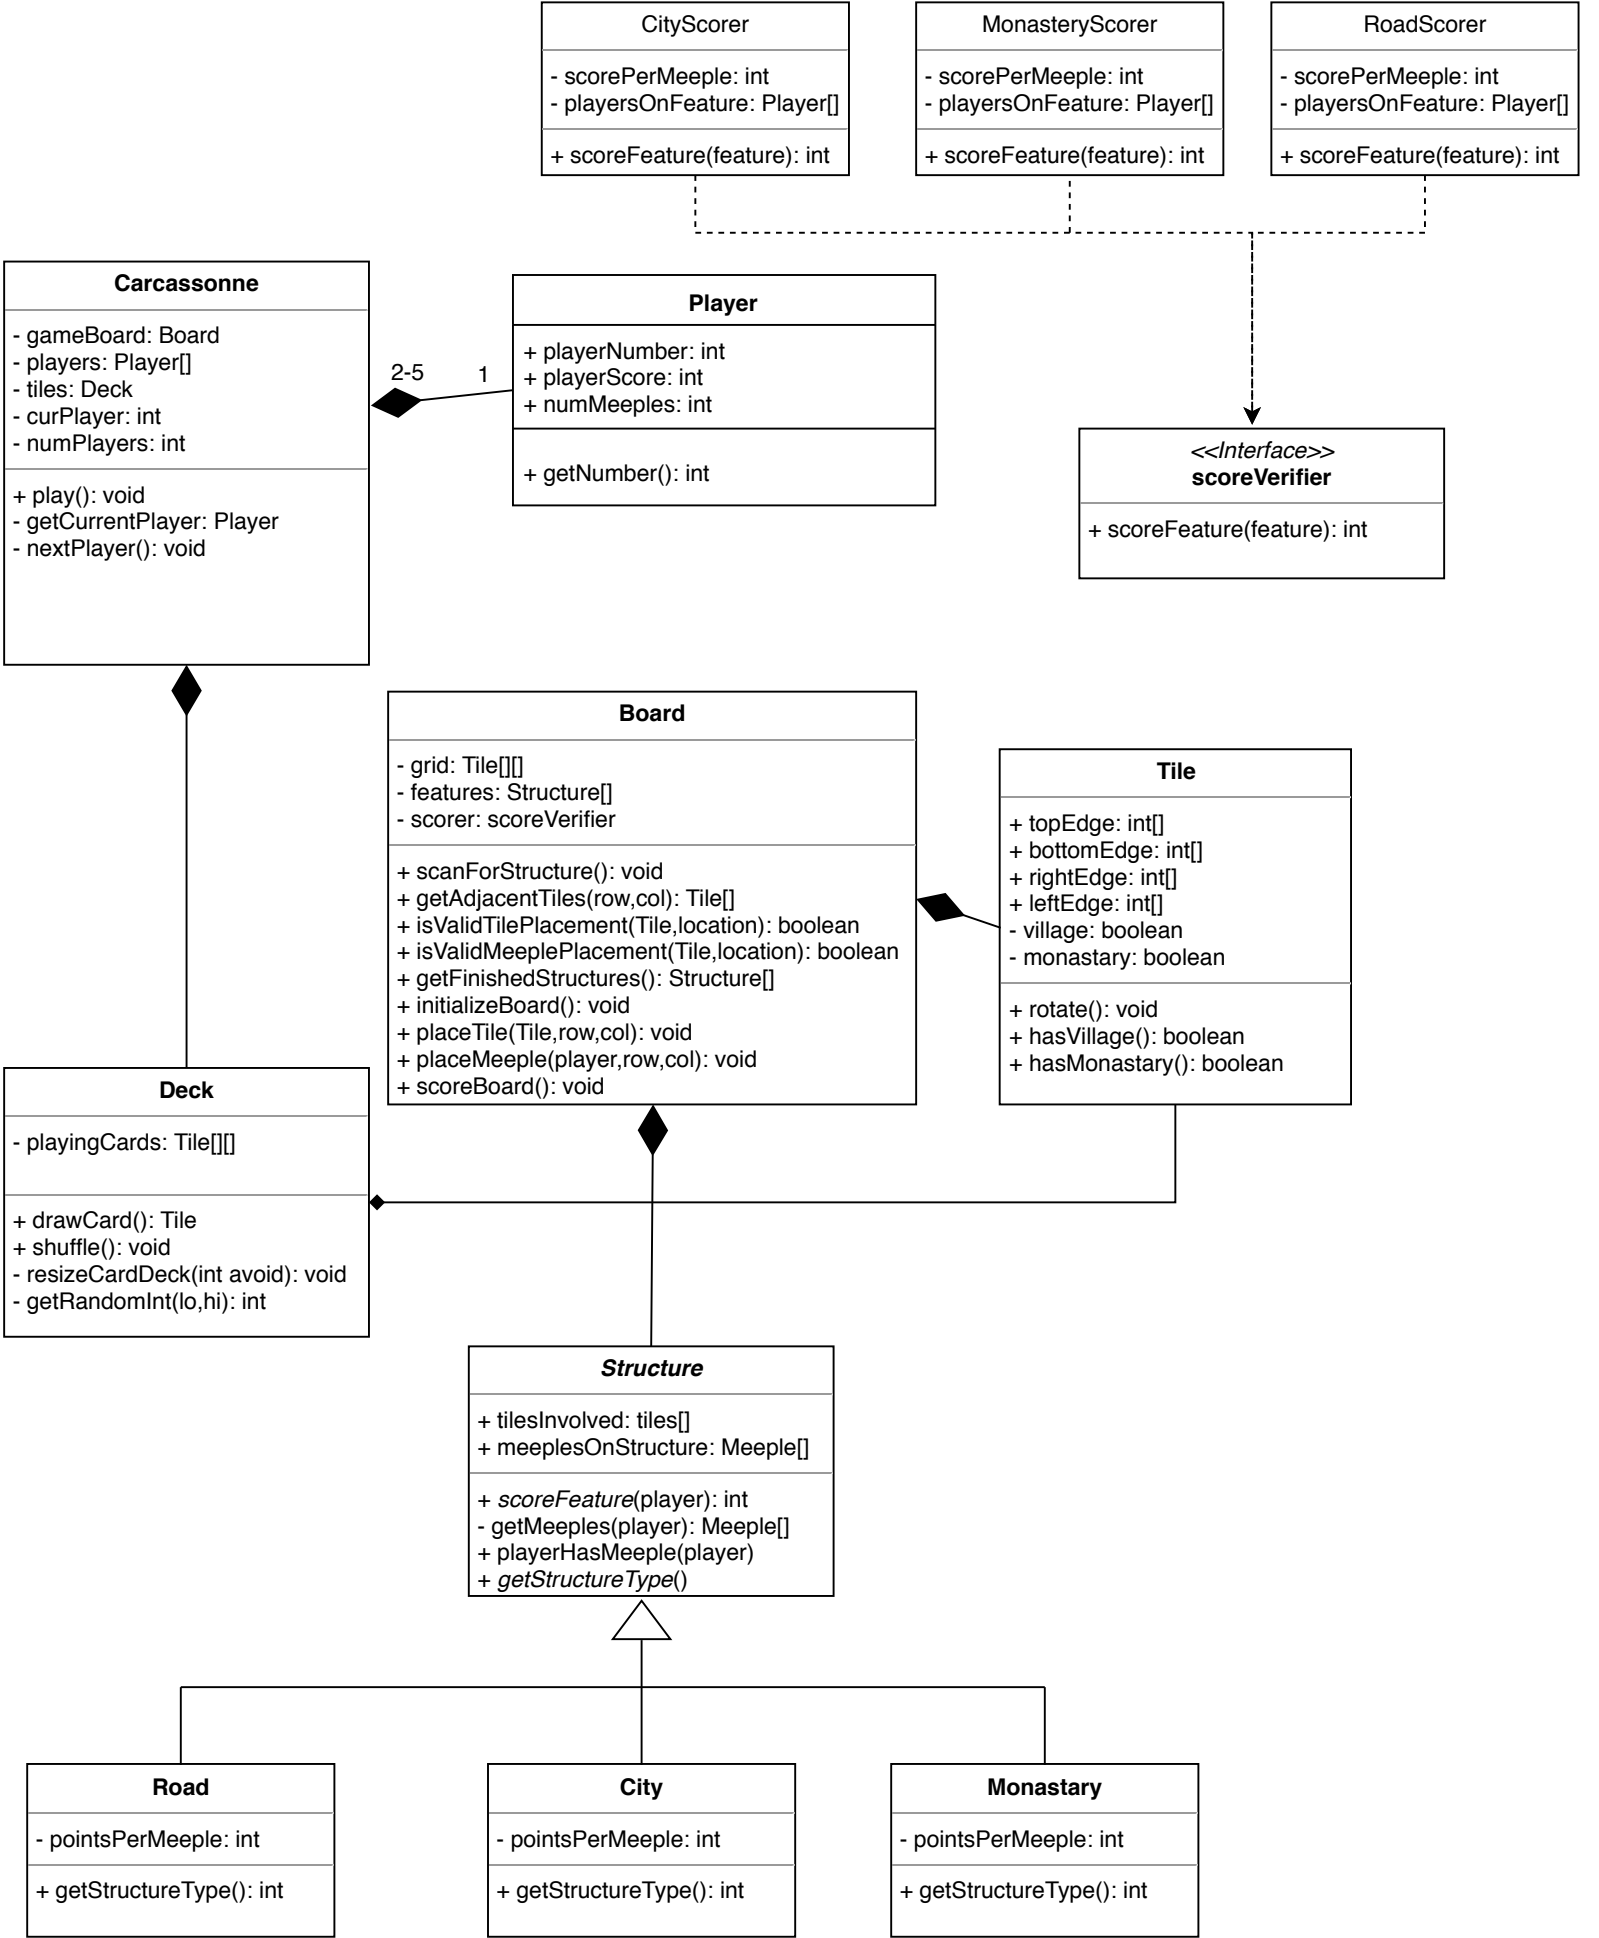 CityScorer
- scorePerMeeple: int
- playersOnFeature: Player[]
+ scoreFeature(feature): int
MonasteryScorer
- scorePerMeeple: int
- playersOnFeature: Player[]
+ scoreFeature(feature): int
RoadScorer
- scorePerMeeple: int
- playersOnFeature: Player[]
+ scoreFeature(feature): int
Carcassonne
- gameBoard: Board
- players: Player[]
- tiles: Deck
- curPlayer: int
- numPlayers: int
+ play(): void
- getCurrentPlayer: Player
- nextPlayer(): void
2-5
1
Player
+ playerNumber: int
+ playerScore: int
+ numMeeples: int
+ getNumber(): int
<<Interface>>
scoreVerifier
+ scoreFeature(feature): int
Board
- grid: Tile[][]
- features: Structure[]
- scorer: scoreVerifier
+ scanForStructure(): void
+ getAdjacentTiles(row,col): Tile[]
+ isValidTilePlacement(Tile,location): boolean
+ isValidMeeplePlacement(Tile,location): boolean
+ getFinishedStructures(): Structure[]
+ initializeBoard(): void
+ placeTile(Tile,row,col): void
+ placeMeeple(player,row,col): void
+ scoreBoard(): void
Tile
+ topEdge: int[]
+ bottomEdge: int[]
+ rightEdge: int[]
+ leftEdge: int[]
- village: boolean
- monastary: boolean
+ rotate(): void
+ hasVillage(): boolean
+ hasMonastary(): boolean
Deck
- playingCards: Tile[][]
+ drawCard(): Tile
+ shuffle(): void
- resizeCardDeck(int avoid): void
- getRandomInt(lo,hi): int
Structure
+ tilesInvolved: tiles[]
+ meeplesOnStructure: Meeple[]
+ scoreFeature(player): int
- getMeeples(player): Meeple[]
+ playerHasMeeple(player)
+ getStructureType()
Road
- pointsPerMeeple: int
+ getStructureType(): int
City
- pointsPerMeeple: int
+ getStructureType(): int
Monastary
- pointsPerMeeple: int
+ getStructureType(): int